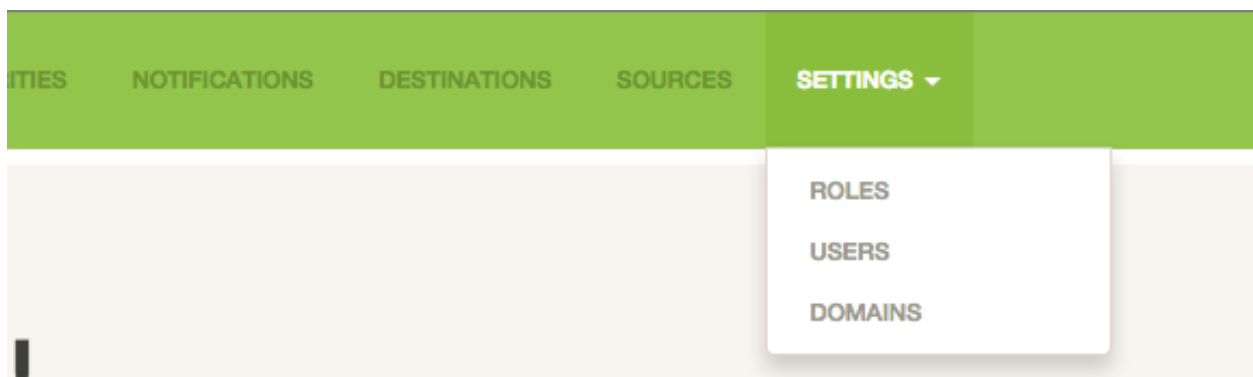 NOTIFICATIONS DESTINATIONS SOURCES SETTINGS
ROLES
USERS
DOMAINS